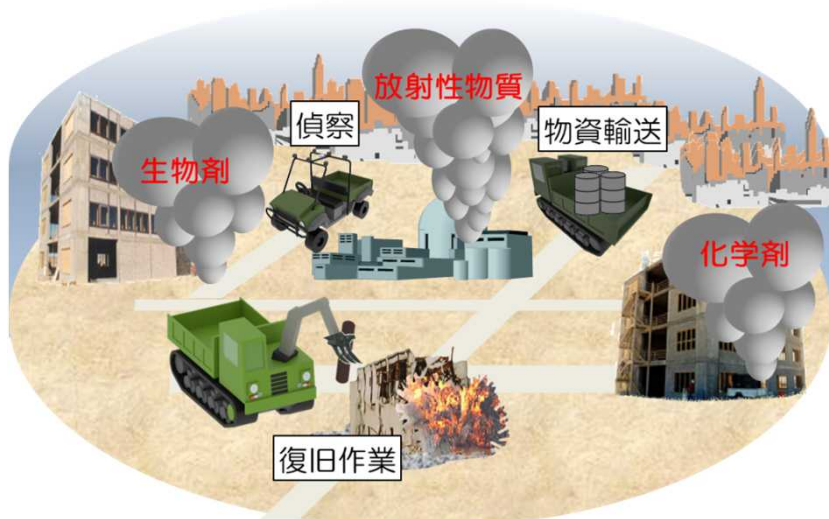 放射性物質
偵察
物資輸送
生物剤
化学剤
復旧作業